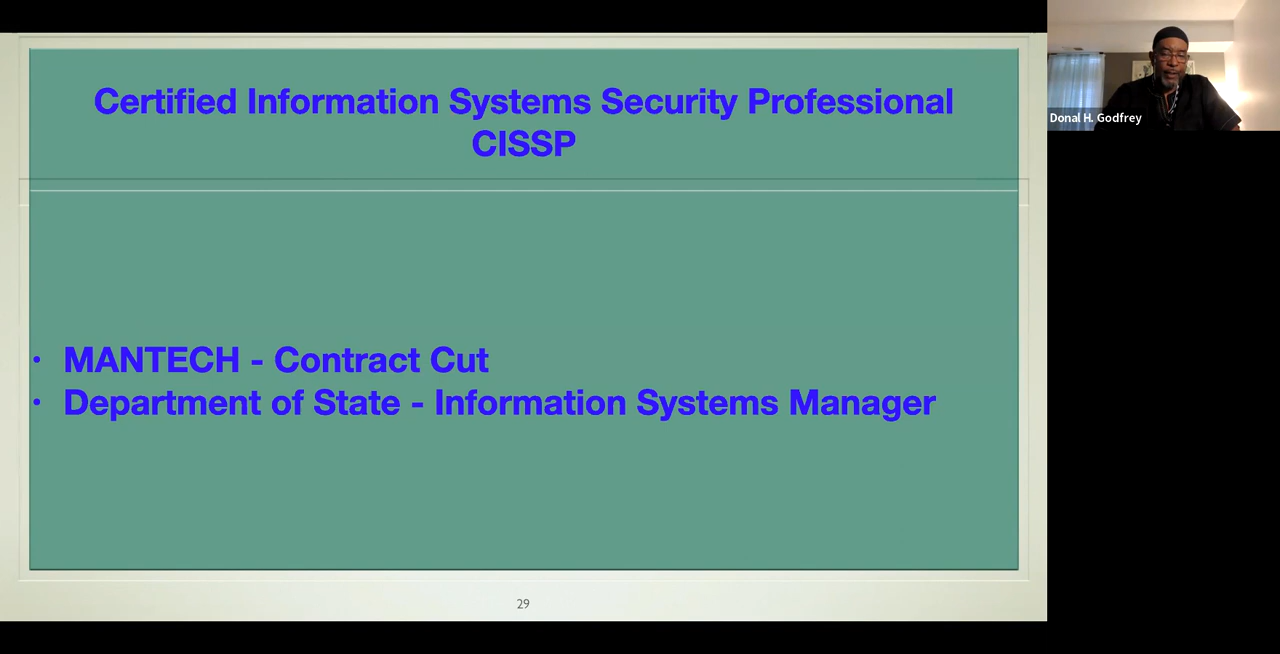 Certified Information Systems Security Professional
CISSP
• MANTECH - Contract Cut
• Department of State - Information Systems Manager
29
Donal H. Godfrey